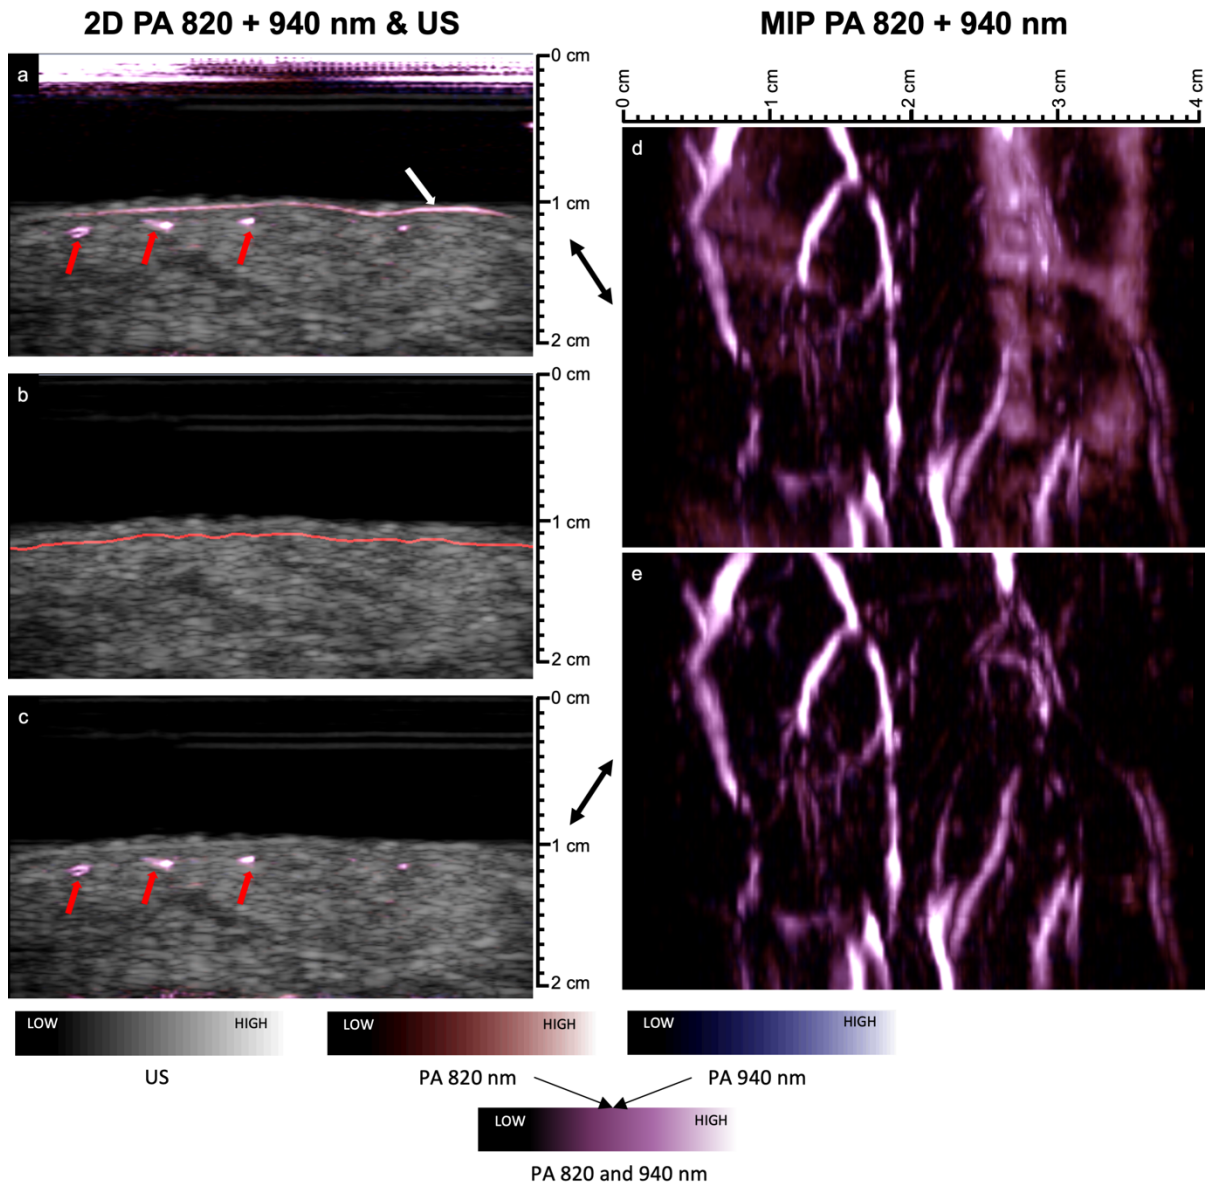 2D PA 820 + 940 nm & US
MIP PA 820 + 940 nm
a
0 cm
1 cm
2 cm
0 cm
1 cm
2 cm
3 cm
4 cm
d
b
0 cm
1 cm
2 cm
e
c
0 cm
1 cm
2 cm
LOW HIGH
US
LOW HIGH
PA 820 nm
LOW HIGH
PA 940 nm
LOW HIGH
PA 820 and 940 nm